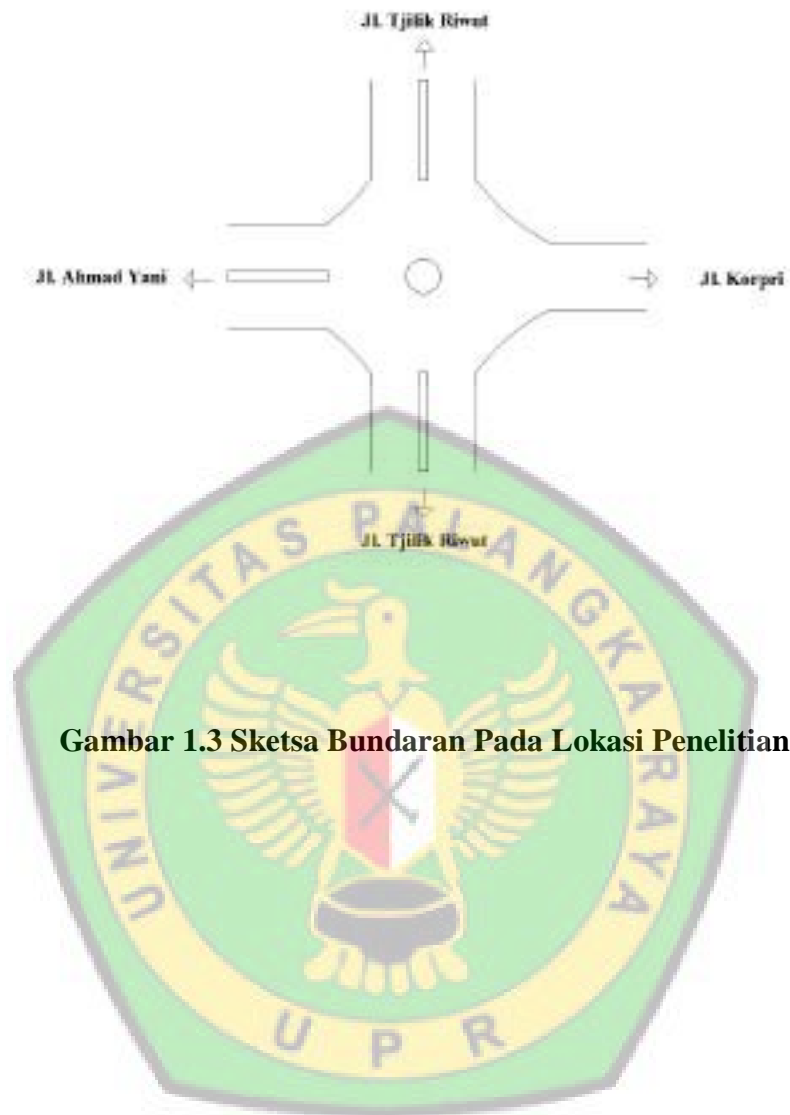 Jl. Tjilik Riwut
Jl. Ahmad Yani
Jl. Korpri
Jl. Tjilik Riwut
Gambar 1.3 Sketsa Bundaran Pada Lokasi Penelitian
UNIVERSITAS PALANGKA RAYA
UPR